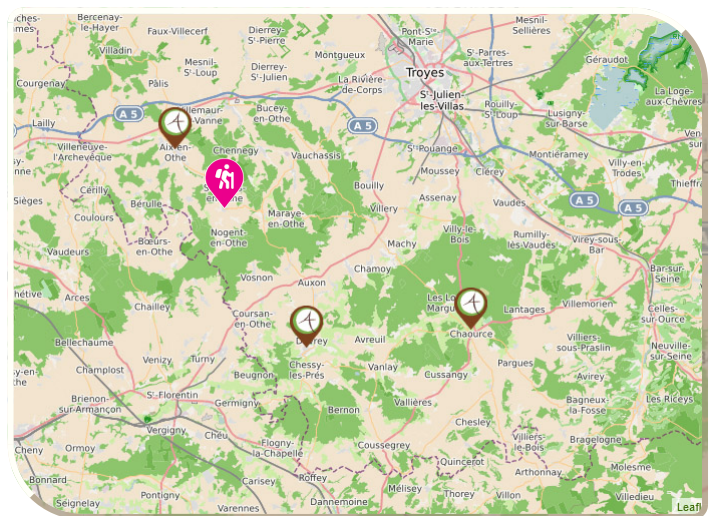 Bercenay-
le-Hayer
Faux-Villecerf
Dierrey-
Sᵗ-Pierre
Pont-Sᵗᵉ-
Marie
Mesnil-
Sellières
Villadin
Montgueux
Sᵗ-Parres-
aux-Tertres
Géraudot
Mesnil-
Sᵗ-Loup
Dierrey-
Sᵗ-Julien
Troyes
Courgenay
Pâlis
La Rivière-
de-Corps
Sᵗ-Julien-
les-Villas
La Loge-
aux-Chèvres
Lailly
A 5
Bucey-
en-Othe
A 5
Rouilly-
Sᵗ-Loup
Lusigny-
sur-Barse
Villeneuve-
l'Archevêque
Aix-en-
Othe
Chennegy
Vauchassis
Sᵗ-Pouange
Montiéramey
Moussey
Clérey
Villy-en-
Trodes
Cérilly
Bouilly
Sièges
Bérulle
Maraye-
en-Othe
Villery
Assenay
Vaudes
A 5
A 5
Coulours
Nogent-
en-Othe
Bœurs-
en-Othe
Machy
Villy-le-
Bois
Rumilly-
lès-Vaudes
Virey-sous-
Bar
Vaudeurs
Vosnon
Auxon
Chamoy
Bar-sur-
Seine
Arces
Chailley
Coursan-
en-Othe
Lantages
Villemorien
Celles-
sur-Ource
Bellechaume
Avreuil
Chaource
Villiers-
sous-Praslin
Neuville-
sur-Seine
Champlost
Venizy
Turny
Beugnon
Chessy-
les-Prés
Vanlay
Cussangy
Pargues
Avirey
Brienon-
sur-Armançon
Sᵗ-Florentin
Germigny
Bernon
Vallières
Bagneux-
la-Fosse
Les Riceys
Vergigny
Chéu
Chesley
Cheny
Ormoy
Flogny-
la-Chapelle
Coussegrey
Villiers-
le-Bois
Bragelogne
Quincerot
Arthonnay
Molesme
Bonnard
Pontigny
Carisey
Roffey
Mélisey
Thorey
Villon
Villedieu
Seignelay
Varennes
Dannemoine
Leafl